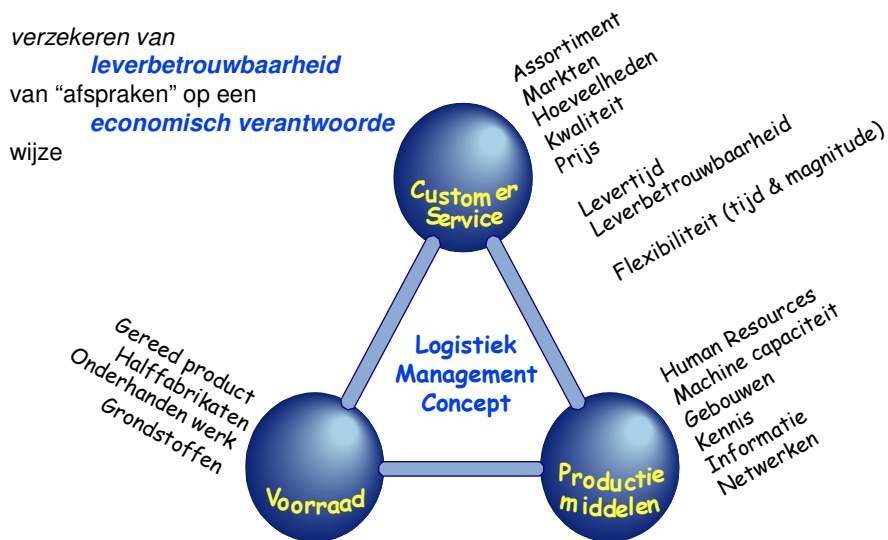 verzekeren van
leverbetrouwbaarheid
van “afspraken” op een
economisch verantwoorde
wijze
Assortiment
Markten
Hoeveelheden
Kwaliteit
Prijs
Levertijd
Leverbetrouwbaarheid
Flexibiliteit (tijd & magnitude)
Customer
Service
Logistiek
Management
Concept
Gereed product
Halffabrikaten
Onderhanden werk
Grondstoffen
Human Resources
Machine capaciteit
Gebouwen
Kennis
Informatie
Netwerken
Voorraad
Productie
middelen